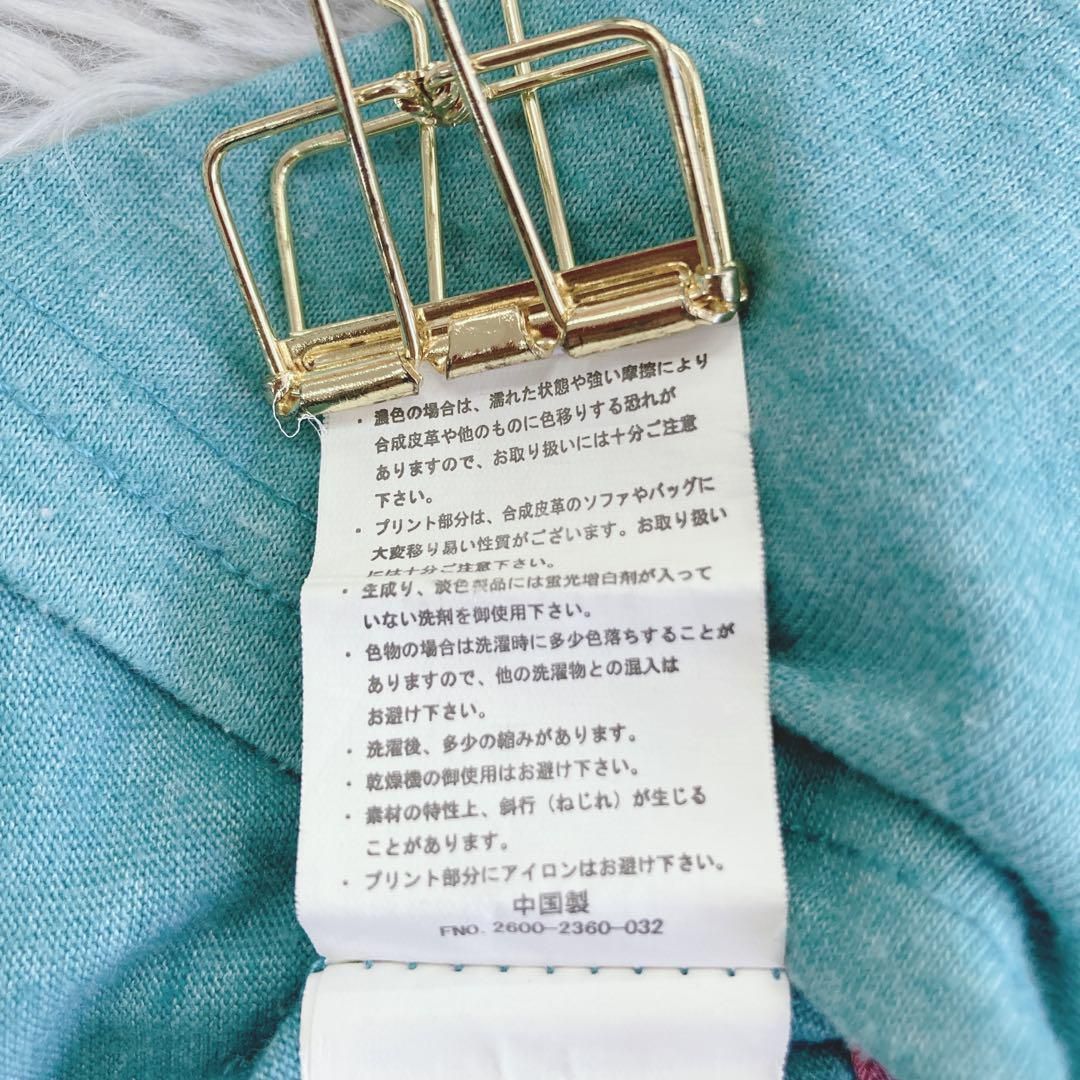 ・濃色の場合は、濡れた状態や強い摩擦により
合成皮革や他のものに色移りする恐れが
ありますので、お取り扱いには十分ご注意
下さい。
・プリント部分は、合成皮革のソファやバッグに
大変移り易い性質がございます。お取り扱い
には十分ご注意下さい。
・生成り、淡色製品には蛍光増白剤が入って
いない洗剤を御使用下さい。
・色物の場合は洗濯時に多少色落ちすることが
ありますので、他の洗濯物との混入は
お避け下さい。
・洗濯後、多少の縮みがあります。
・乾燥機の御使用はお避け下さい。
・素材の特性上、斜行（ねじれ）が生じる
ことがあります。
・プリント部分にアイロンはお避け下さい。
中国製
FNO. 2600-2360-032